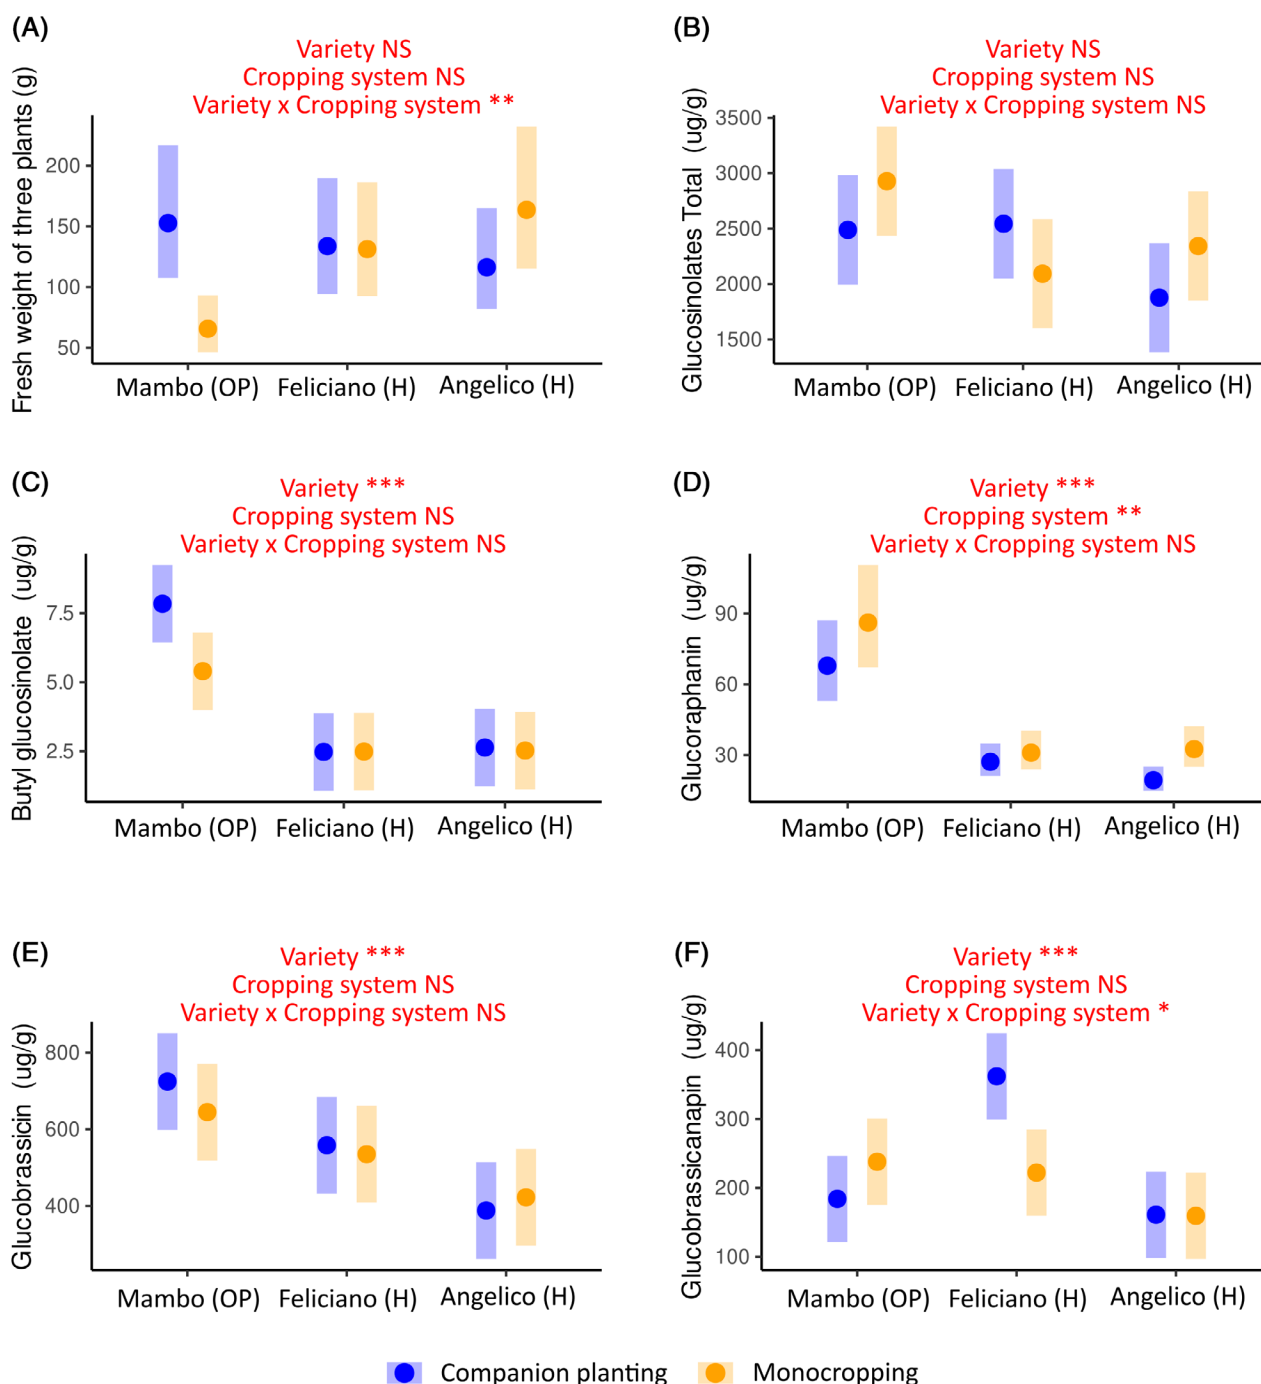 (A)
Variety NS
Cropping system NS
Variety x Cropping system **
Fresh weight of three plants (g)
200
150
100
50
Mambo (OP) Feliciano (H) Angelico (H)
(B)
Variety NS
Cropping system NS
Variety x Cropping system NS
Glucosinolates Total (ug/g)
3500
3000
2500
2000
1500
Mambo (OP) Feliciano (H) Angelico (H)
(C)
Variety ***
Cropping system NS
Variety x Cropping system NS
Butyl glucosinolate (ug/g)
7.5
5.0
2.5
Mambo (OP) Feliciano (H) Angelico (H)
(D)
Variety ***
Cropping system **
Variety x Cropping system NS
Glucoraphanin (ug/g)
90
60
30
Mambo (OP) Feliciano (H) Angelico (H)
(E)
Variety ***
Cropping system NS
Variety x Cropping system NS
Glucobrassicin (ug/g)
800
600
400
Mambo (OP) Feliciano (H) Angelico (H)
(F)
Variety ***
Cropping system NS
Variety x Cropping system *
Glucobrassicanapin (ug/g)
400
300
200
100
Mambo (OP) Feliciano (H) Angelico (H)
Companion planting Monocropping